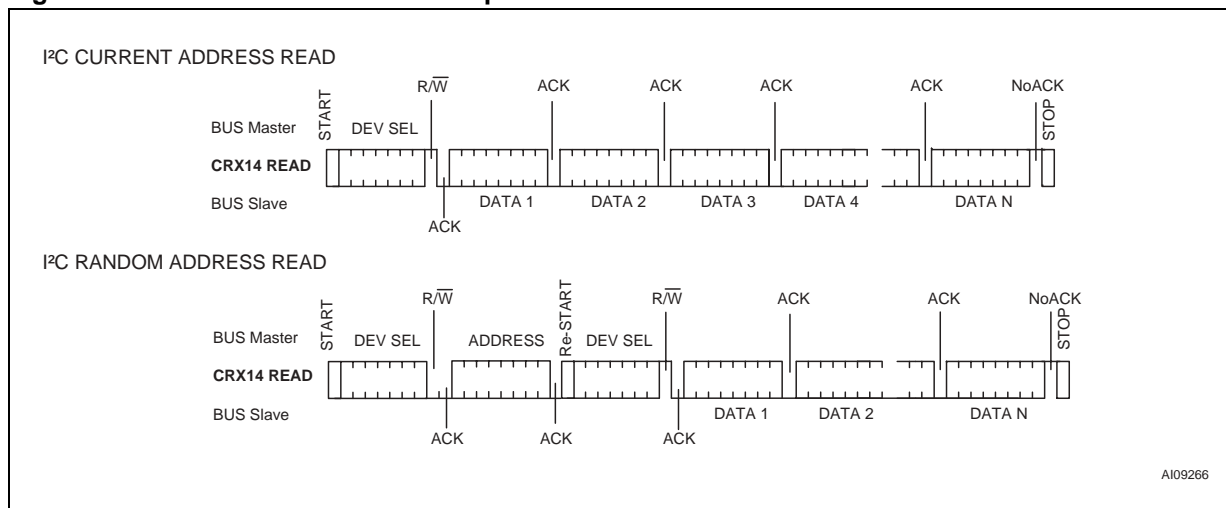 I²C CURRENT ADDRESS READ
R/W ACK ACK ACK ACK NoACK
START
STOP
BUS Master DEV SEL
CRX14 READ
BUS Slave DATA 1 DATA 2 DATA 3 DATA 4 DATA N
ACK
I²C RANDOM ADDRESS READ
R/W R/W ACK ACK NoACK
START
Re-START
STOP
BUS Master DEV SEL ADDRESS DEV SEL
CRX14 READ
BUS Slave DATA 1 DATA 2 DATA N
ACK ACK ACK
AI09266